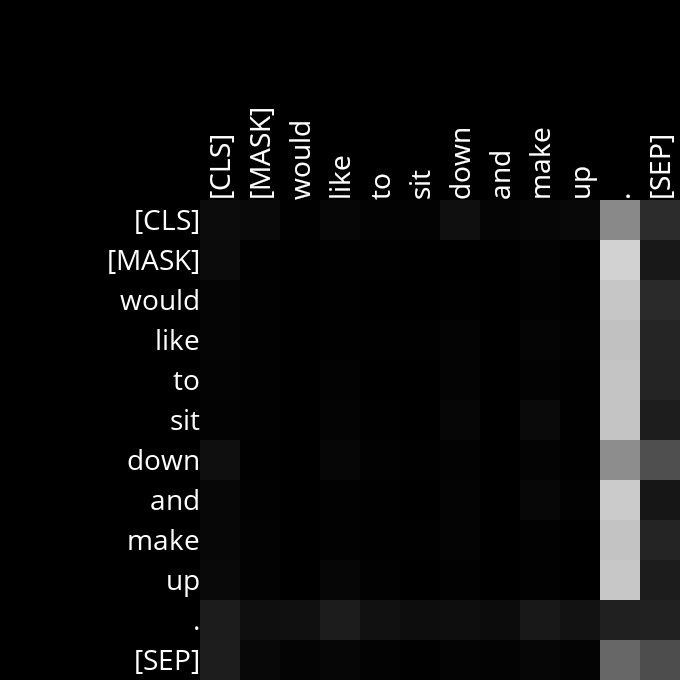 [CLS] [MASK] would like to sit down and make up . [SEP]
[CLS]
[MASK]
would
like
to
sit
down
and
make
up
.
[SEP]